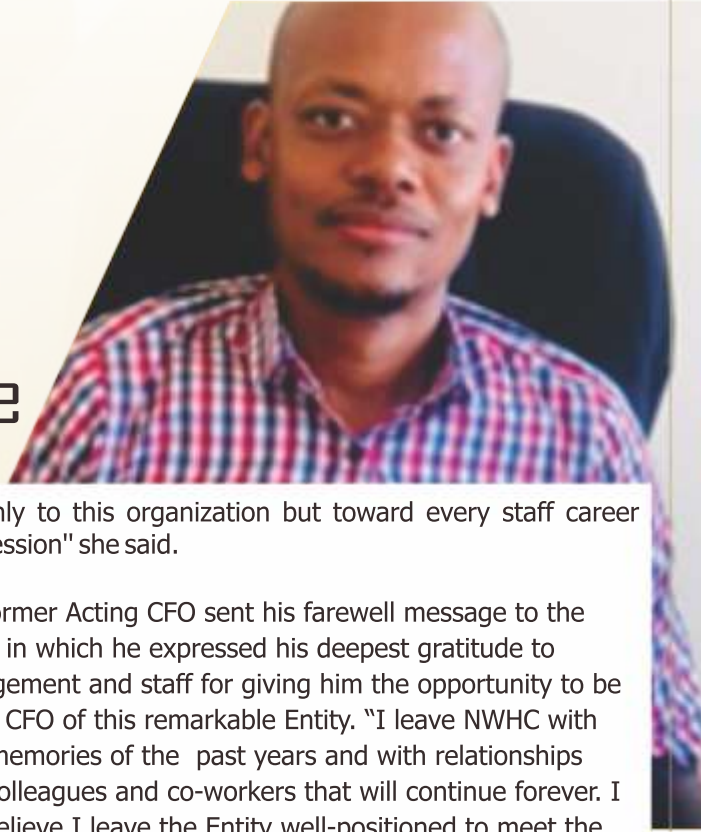 e
nly to this organization but toward every staff career
ession" she said.
ormer Acting CFO sent his farewell message to the
in which he expressed his deepest gratitude to
gement and staff for giving him the opportunity to be
CFO of this remarkable Entity. “I leave NWHC with
memories of the past years and with relationships
olleagues and co-workers that will continue forever. I
elieve I leave the Entity well-positioned to meet the